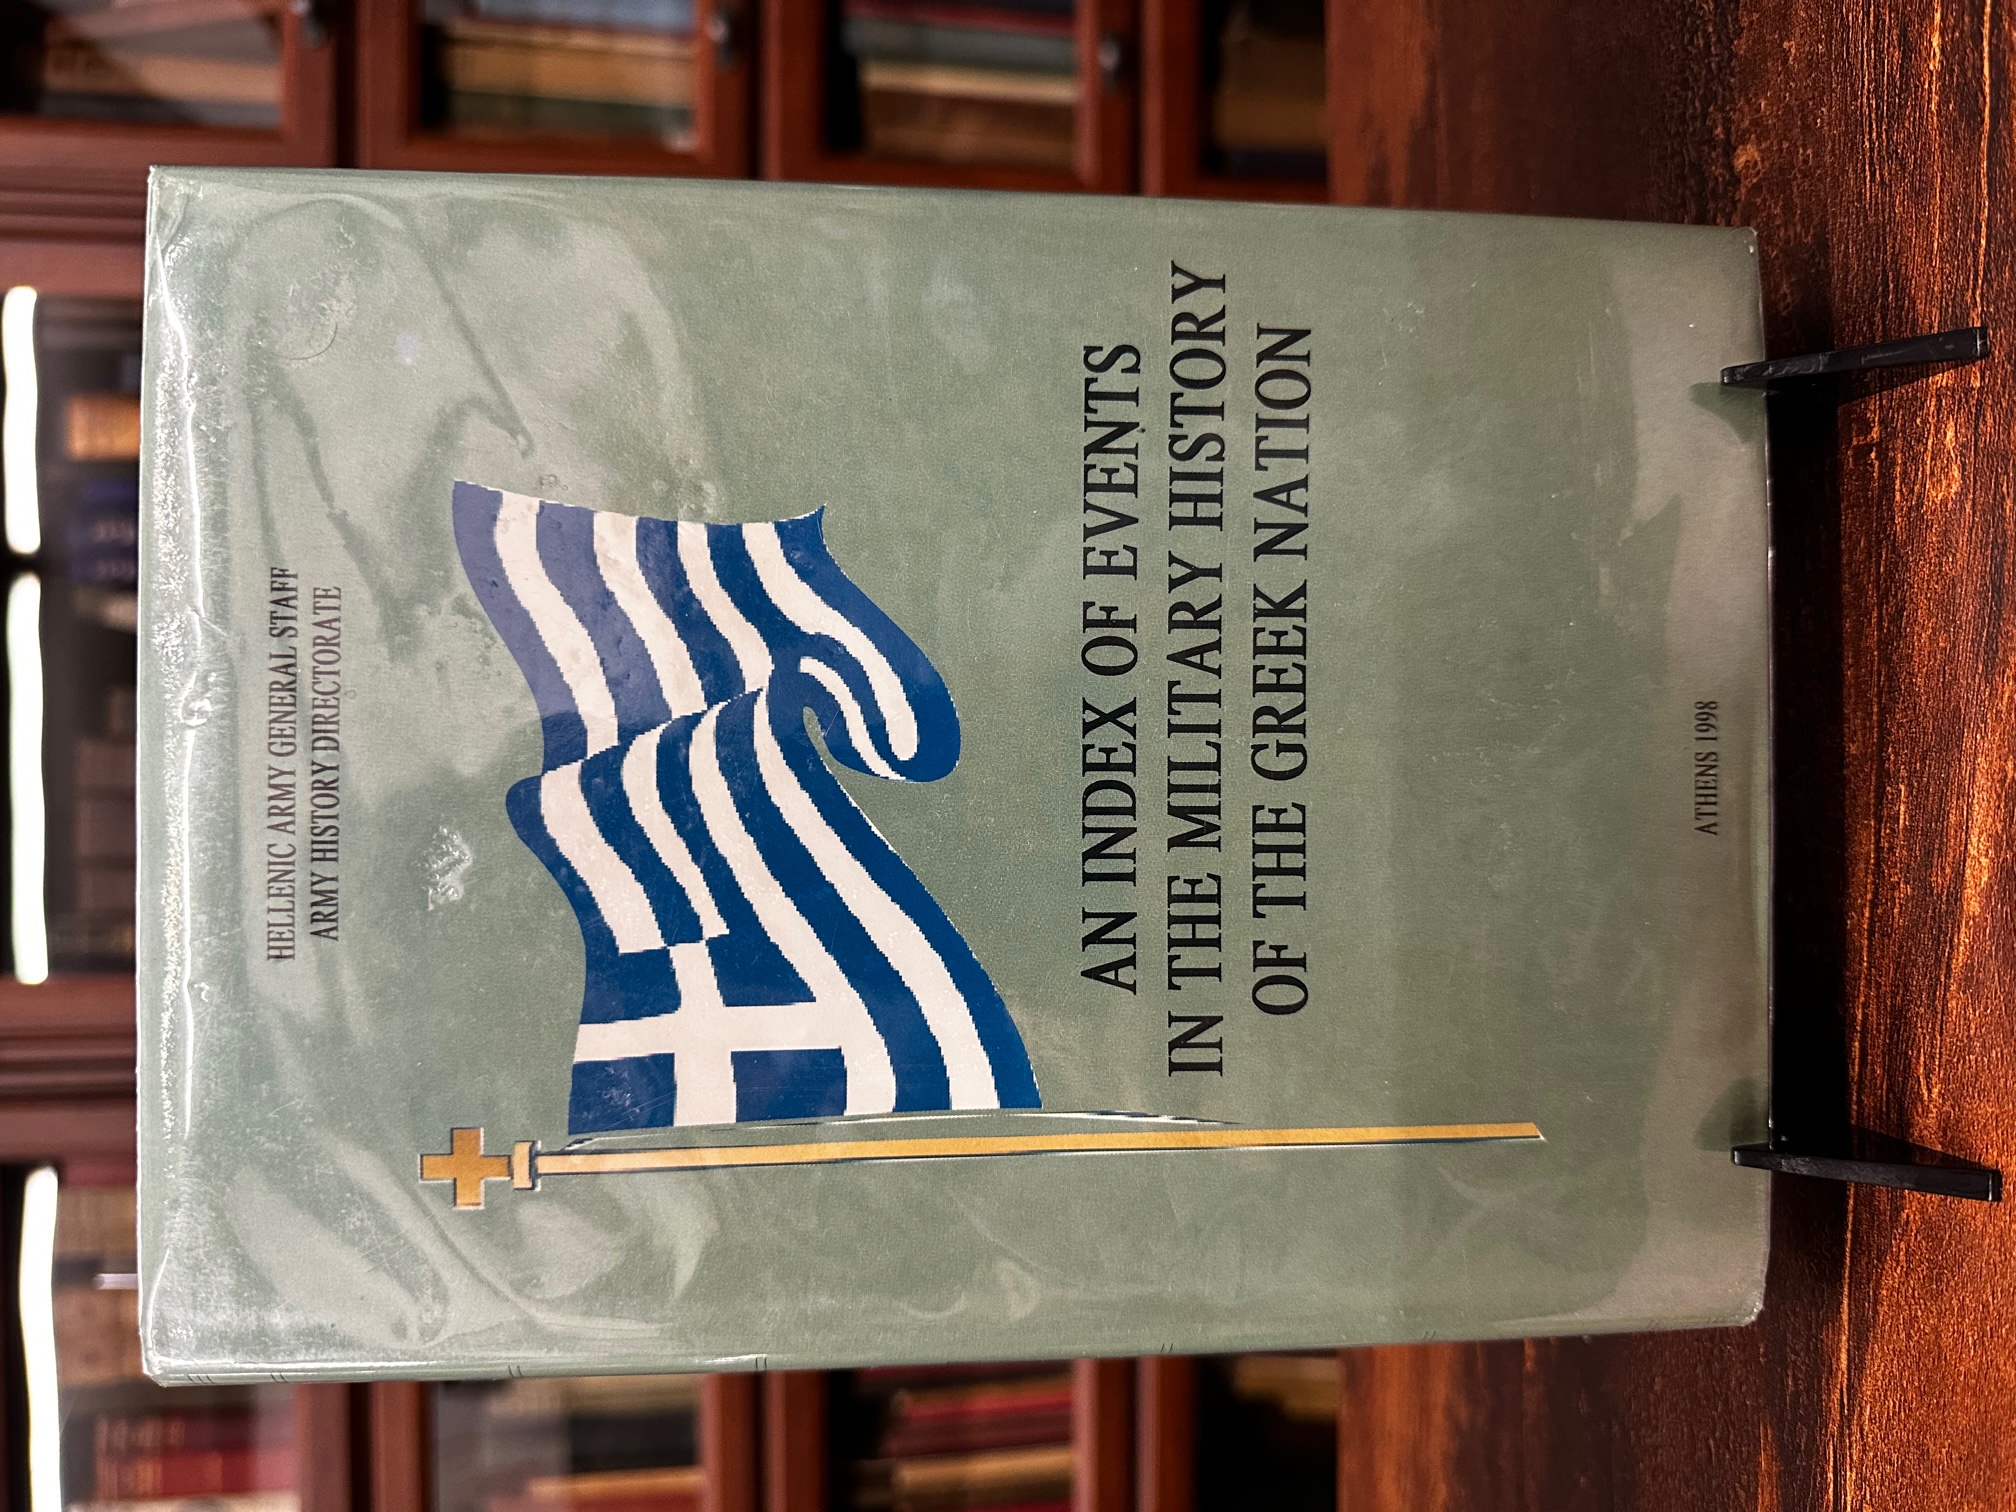 HELLENIC ARMY GENERAL STAFF
ARMY HISTORY DIRECTORATE
AN INDEX OF EVENTS
IN THE MILITARY HISTORY
OF THE GREEK NATION
ATHENS 1998